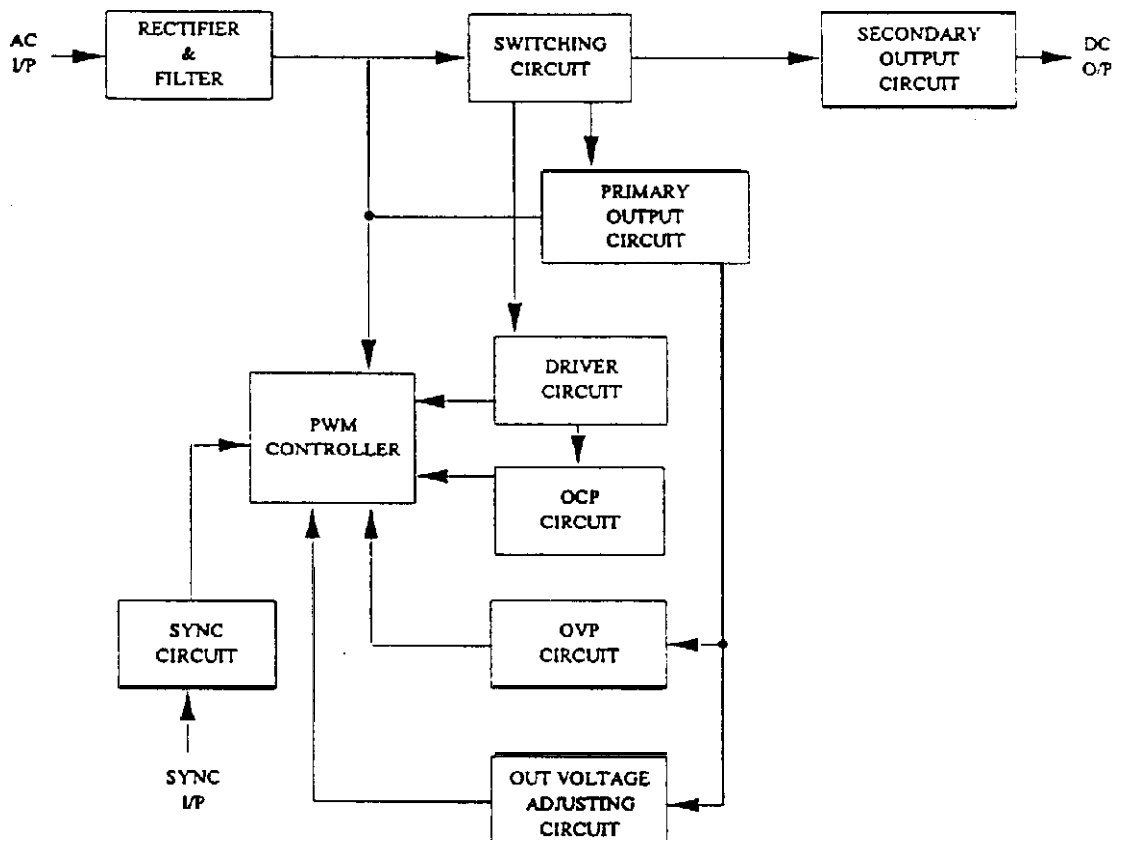 AC
I/P
RECTIFIER
&
FILTER
SWITCHING
CIRCUIT
SECONDARY
OUTPUT
CIRCUIT
DC
O/P
PRIMARY
OUTPUT
CIRCUIT
DRIVER
CIRCUIT
PWM
CONTROLLER
OCP
CIRCUIT
SYNC
CIRCUIT
OVP
CIRCUIT
SYNC
I/P
OUT VOLTAGE
ADJUSTING
CIRCUIT